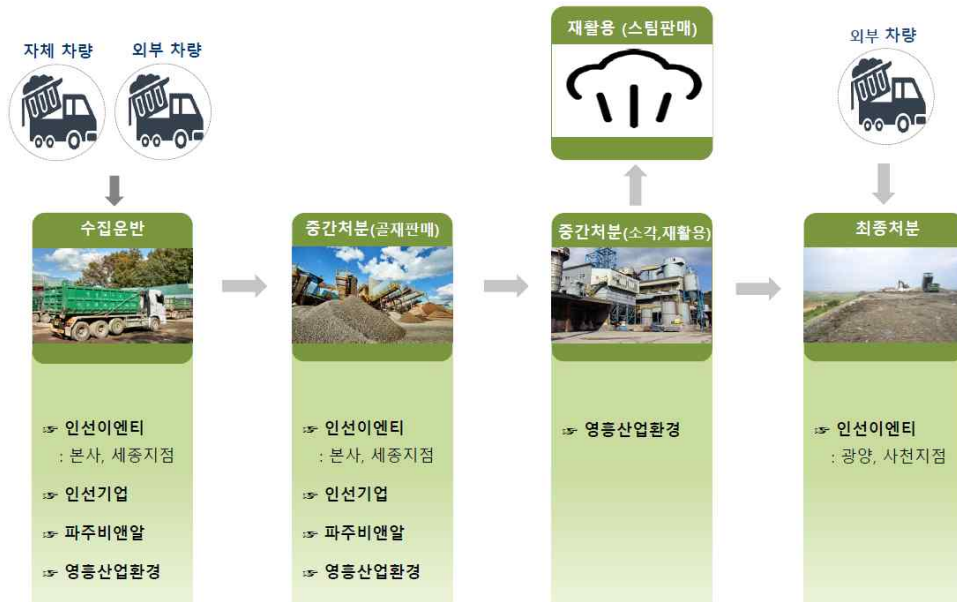 자체 차량
외부 차량
재활용 (스팀판매)
외부 차량
수집운반
중간처분(골재판매)
중간처분(소각,재활용)
최종처분
☞ 인선이엔티
: 본사, 세종지점
☞ 인선기업
☞ 파주비앤알
☞ 영흥산업환경
☞ 인선이엔티
: 본사, 세종지점
☞ 인선기업
☞ 파주비앤알
☞ 영흥산업환경
☞ 영흥산업환경
☞ 인선이엔티
: 광양, 사천지점